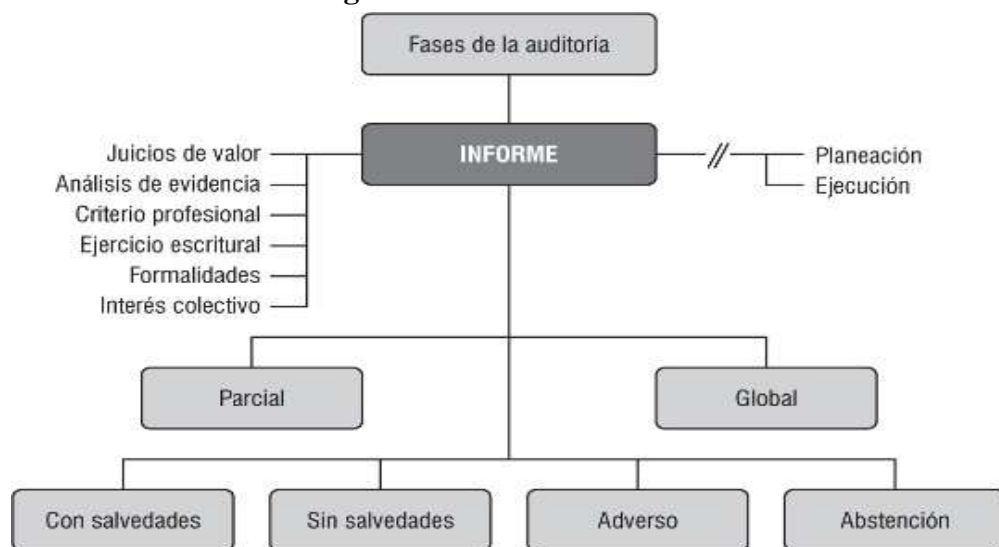 Fases de la auditoría
INFORME
Juicios de valor
Análisis de evidencia
Criterio profesional
Ejercicio escritural
Formalidades
Interés colectivo
Planeación
Ejecución
Parcial
Global
Con salvedades
Sin salvedades
Adverso
Abstención